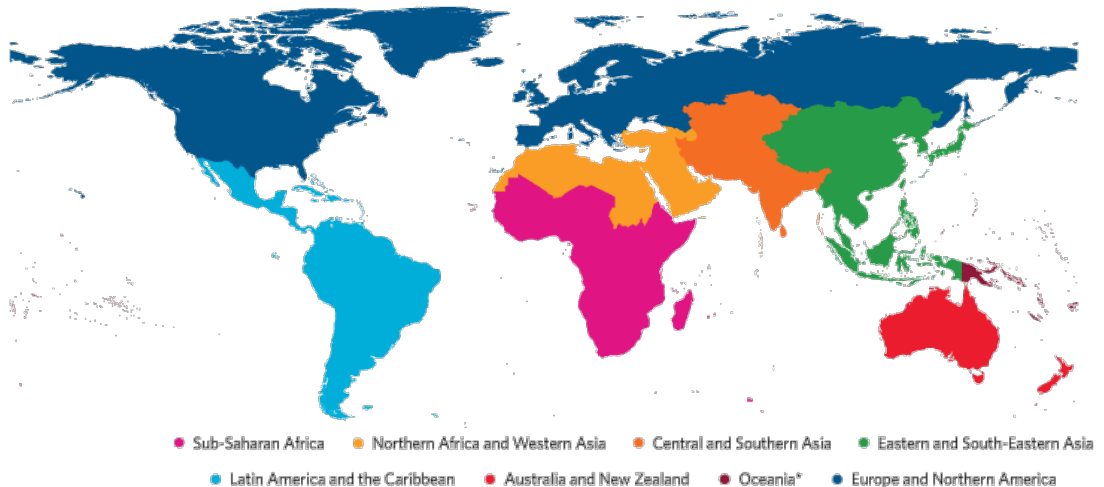 Sub-Saharan Africa Northern Africa and Western Asia Central and Southern Asia Eastern and South-Eastern Asia
Latin America and the Caribbean Australia and New Zealand Oceania* Europe and Northern America